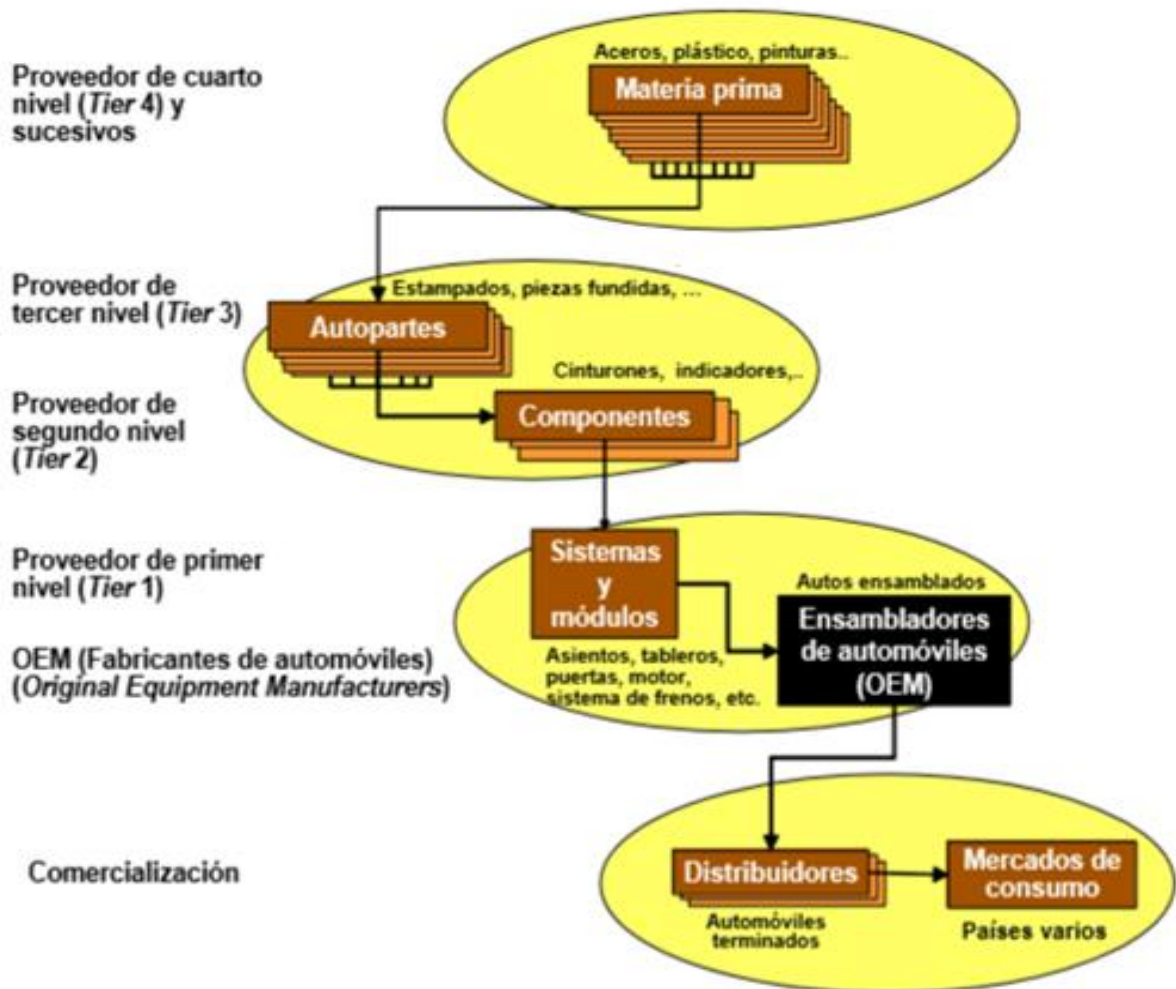 Aceros, plástico, pinturas..
Proveedor de cuarto
nivel (Tier 4) y
sucesivos
Materia prima
Proveedor de
tercer nivel (Tier 3)
Estampados, piezas fundidas, ...
Autopartes
Cinturones, indicadores,..
Proveedor de
segundo nivel
(Tier 2)
Componentes
Proveedor de primer
nivel (Tier 1)
Sistemas
y
módulos
Autos ensamblados
Ensambladores
de automóviles
(OEM)
OEM (Fabricantes de automóviles)
(Original Equipment Manufacturers)
Asientos, tableros,
puertas, motor,
sistema de frenos, etc.
Comercialización
Distribuidores
Mercados de
consumo
Automóviles
terminados
Países varios